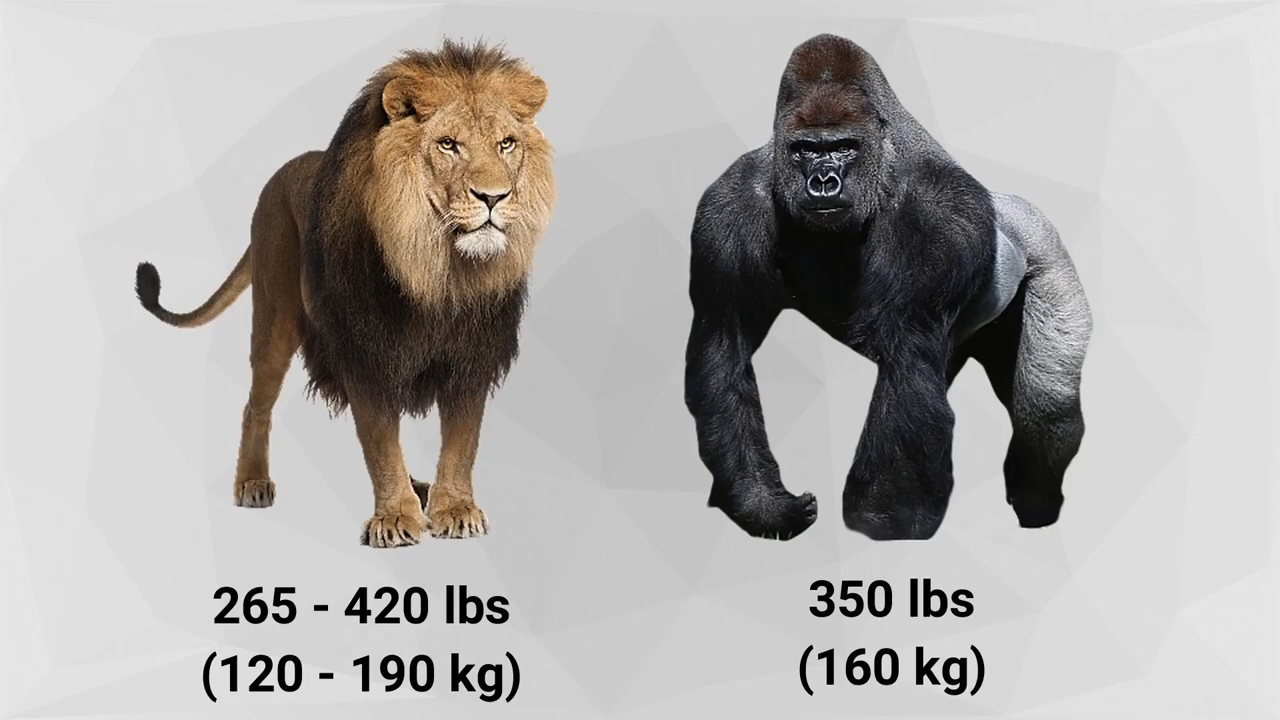 265 - 420 lbs
(120 - 190 kg)
350 lbs
(160 kg)